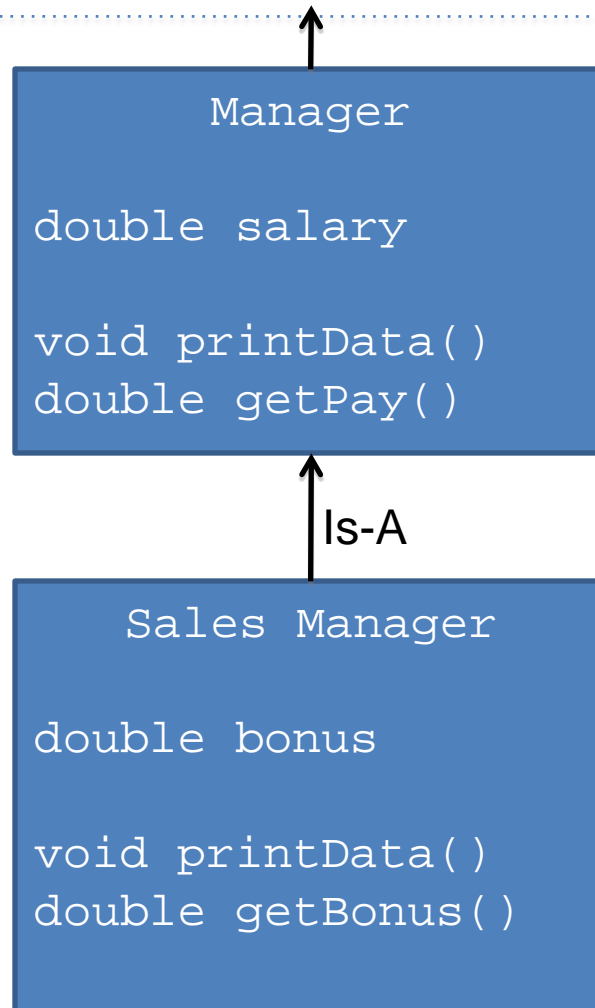 Manager
double salary
void printData()
double getPay()
Is-A
Sales Manager
double bonus
void printData()
double getBonus()